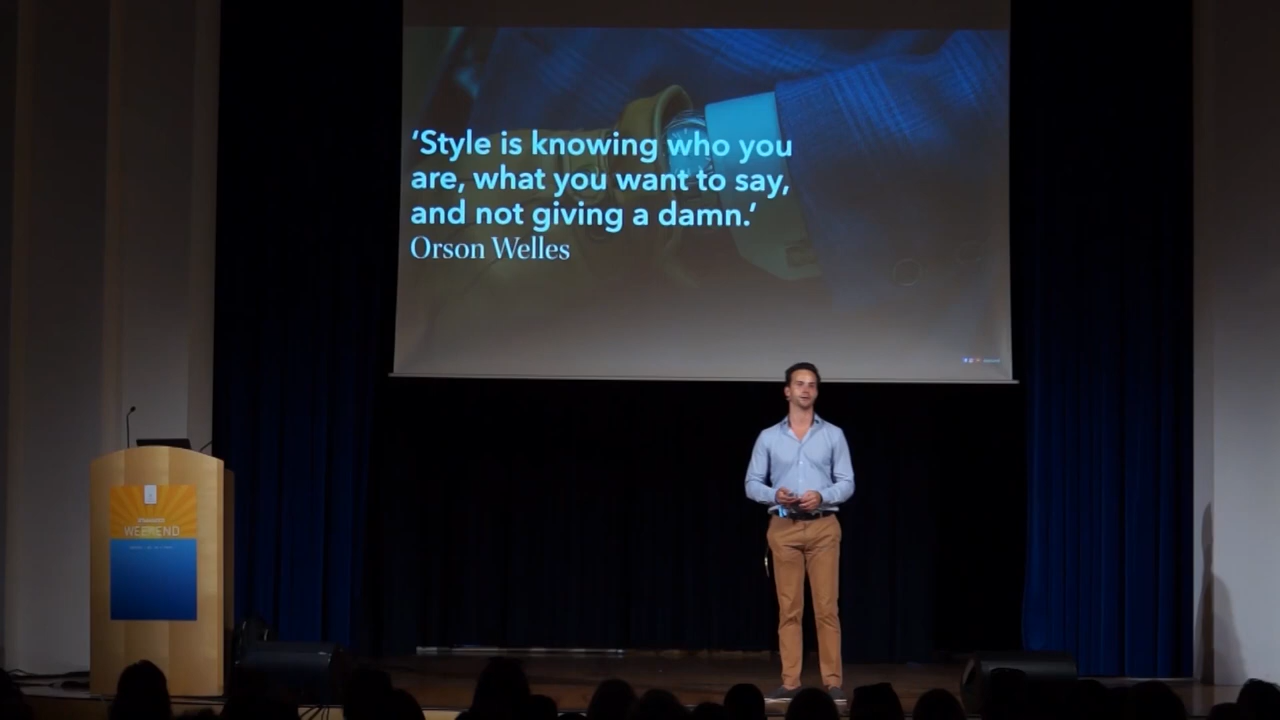 ‘Style is knowing who you
are, what you want to say,
and not giving a damn.’
Orson Welles
WEEKEND